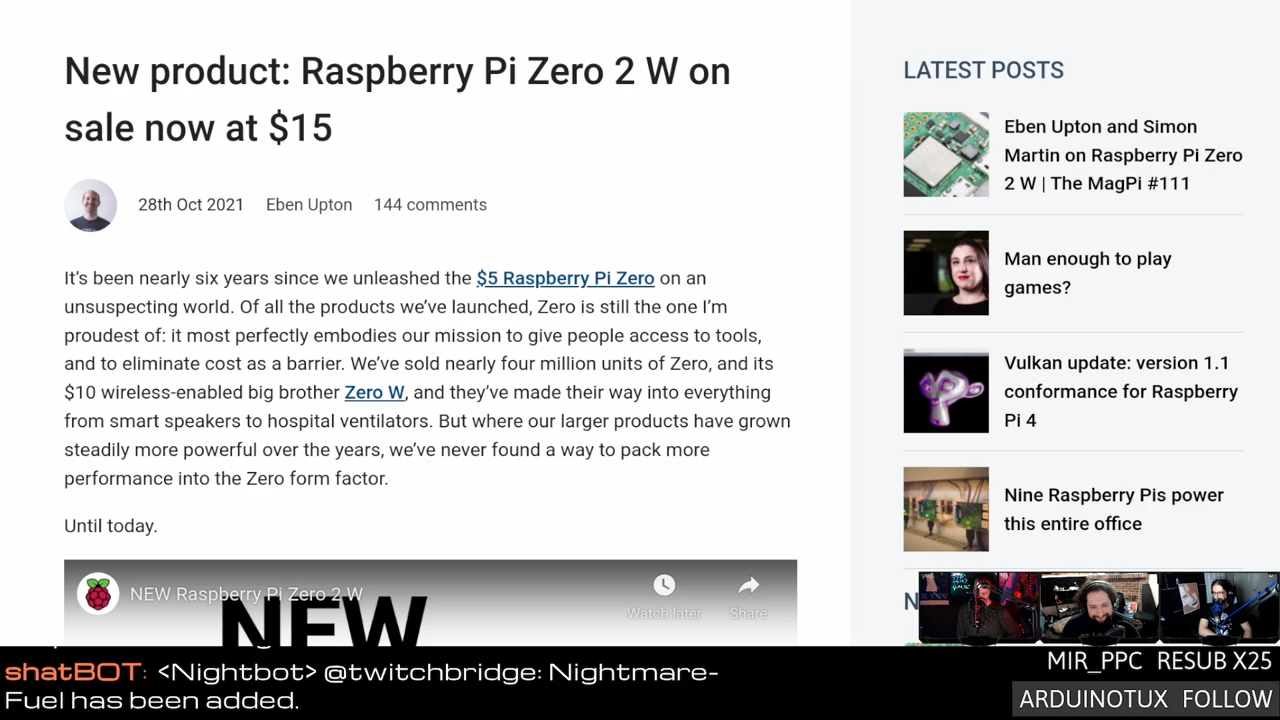 New product: Raspberry Pi Zero 2 W on
sale now at $15
28th Oct 2021 Eben Upton 144 comments
It’s been nearly six years since we unleashed the $5 Raspberry Pi Zero on an
unsuspecting world. Of all the products we’ve launched, Zero is still the one I’m
proudest of: it most perfectly embodies our mission to give people access to tools,
and to eliminate cost as a barrier. We’ve sold nearly four million units of Zero, and its
$10 wireless-enabled big brother Zero W, and they’ve made their way into everything
from smart speakers to hospital ventilators. But where our larger products have grown
steadily more powerful over the years, we’ve never found a way to pack more
performance into the Zero form factor.
Until today.
NEW Raspberry Pi Zero 2 W
Watch later
Share
NEW
LATEST POSTS
Eben Upton and Simon
Martin on Raspberry Pi Zero
2 W | The MagPi #111
Man enough to play
games?
Vulkan update: version 1.1
conformance for Raspberry
Pi 4
Nine Raspberry Pis power
this entire office
shatBOT: <Nightbot> @twitchbridge: Nightmare-
Fuel has been added.
MIR_PPC RESUB X25
ARDUINOTUX FOLLOW